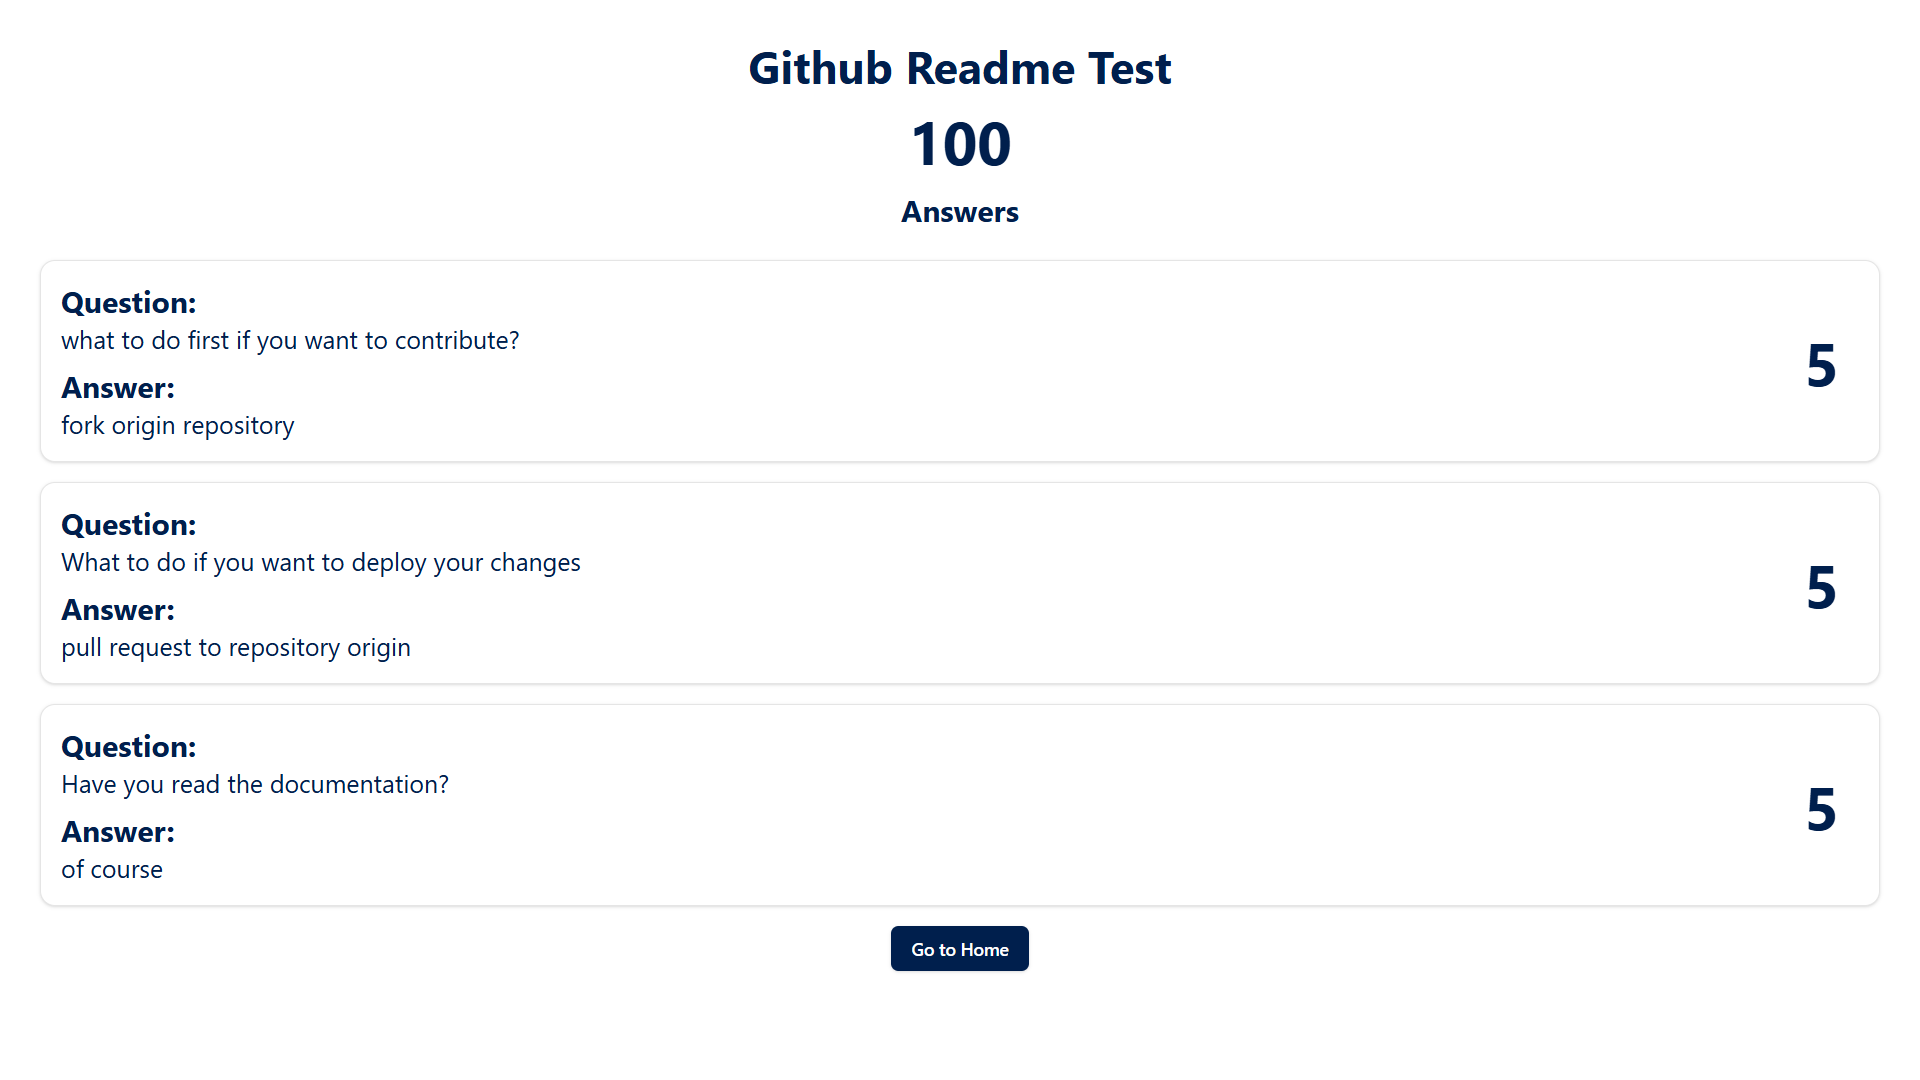 Github Readme Test
100
Answers
Question:
what to do first if you want to contribute?
Answer:
fork origin repository
5
Question:
What to do if you want to deploy your changes
Answer:
pull request to repository origin
5
Question:
Have you read the documentation?
Answer:
of course
5
Go to Home